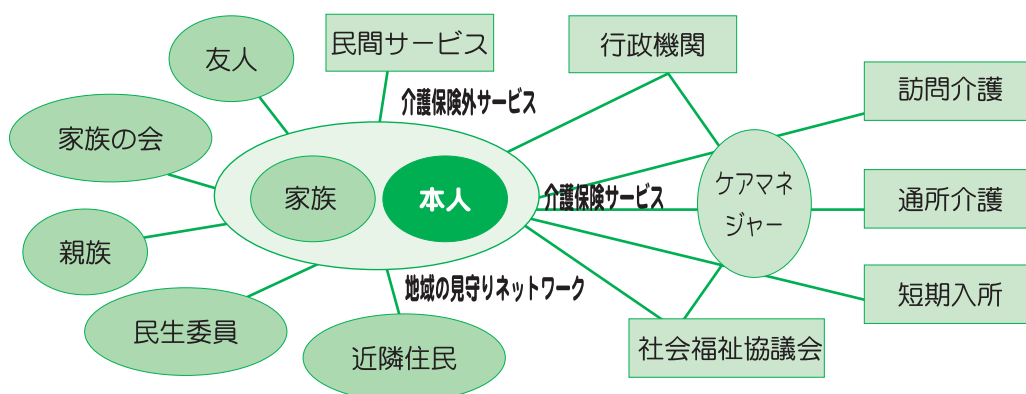 友人
民間サービス
行政機関
訪問介護
介護保険外サービス
家族の会
家族
本人
介護保険サービス
ケアマネ
ジャー
通所介護
親族
地域の見守りネットワーク
短期入所
民生委員
近隣住民
社会福祉協議会